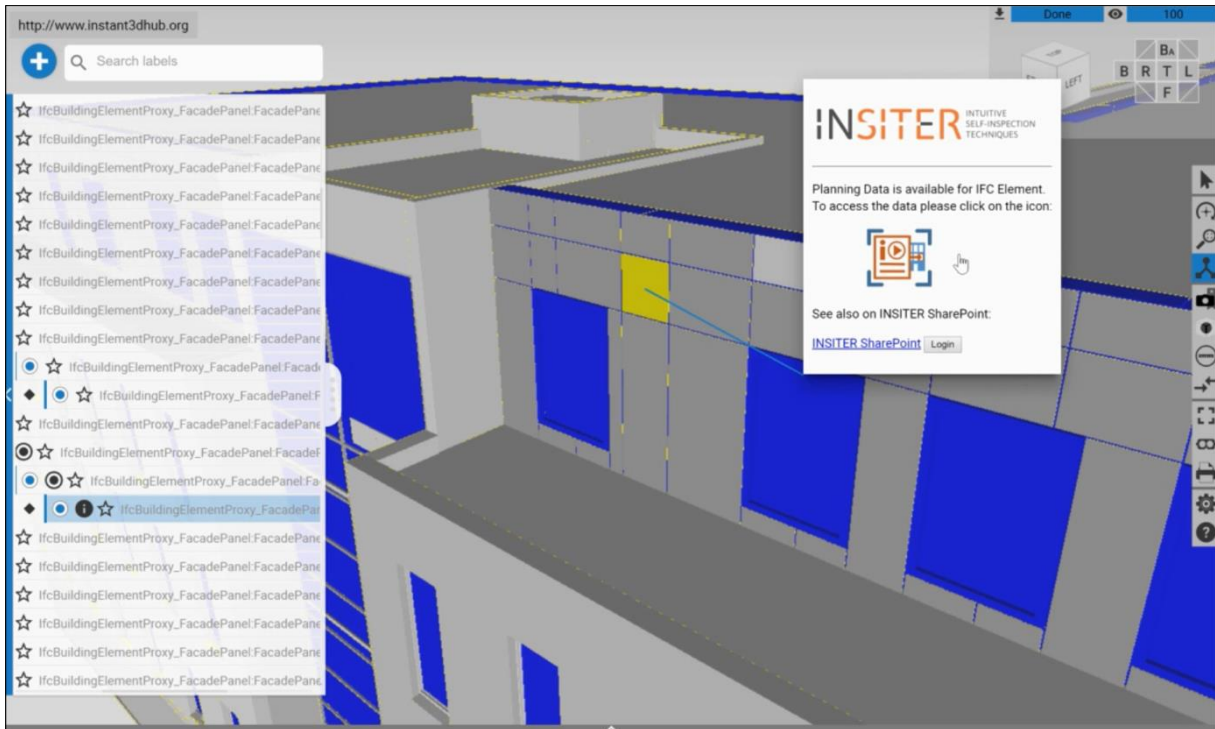 http://www.instant3dhub.org
Search labels
IfcBuildingElementProxy_FacadePanel:FacadePane
IfcBuildingElementProxy_FacadePanel:FacadePane
IfcBuildingElementProxy_FacadePanel:FacadePane
IfcBuildingElementProxy_FacadePanel:FacadePane
IfcBuildingElementProxy_FacadePanel:FacadePane
IfcBuildingElementProxy_FacadePanel:FacadePane
IfcBuildingElementProxy_FacadePanel:FacadePane
IfcBuildingElementProxy_FacadePanel:FacadePane
IfcBuildingElementProxy_FacadePanel:FacadePane
IfcBuildingElementProxy_FacadePanel:Facade
IfcBuildingElementProxy_FacadePanel:F
IfcBuildingElementProxy_FacadePanel:FacadePane
IfcBuildingElementProxy_FacadePanel:FacadeF
IfcBuildingElementProxy_FacadePanel:Fa
IfcBuildingElementProxy_FacadePar
IfcBuildingElementProxy_FacadePanel:FacadePane
IfcBuildingElementProxy_FacadePanel:FacadePane
IfcBuildingElementProxy_FacadePanel:FacadePane
IfcBuildingElementProxy_FacadePanel:FacadePane
IfcBuildingElementProxy_FacadePanel:FacadePane
IfcBuildingElementProxy_FacadePanel:FacadePane
Done 100
TOP
LEFT
BA
B R T L
F
INSITER
INTUITIVE
SELF-INSPECTION
TECHNIQUES
Planning Data is available for IFC Element.
To access the data please click on the icon:
See also on INSITER SharePoint:
INSITER SharePoint Login